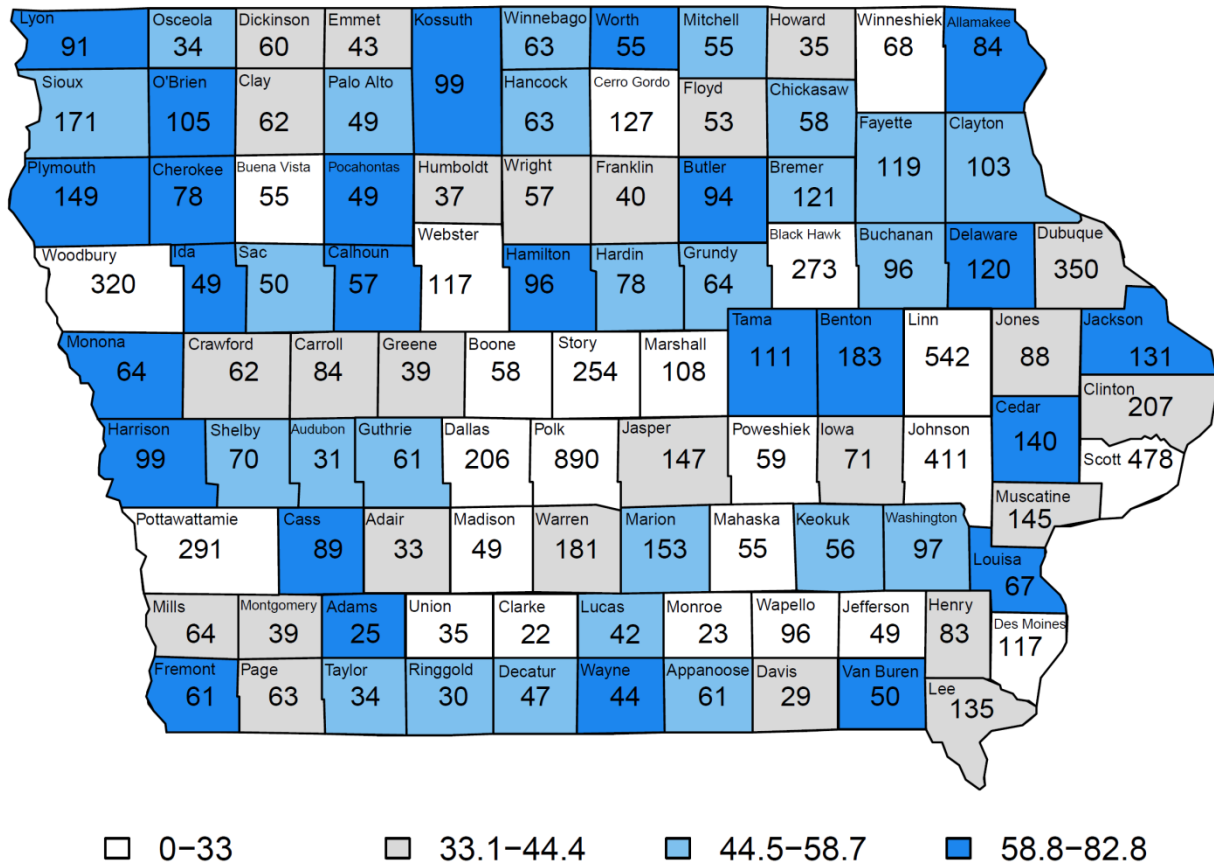 Lyon 91
Osceola 34
Dickinson 60
Emmet 43
Kossuth 99
Winnebago 63
Worth 55
Mitchell 55
Howard 35
Winneshiek 68
Allamakee 84
Sioux 171
O'Brien 105
Clay 62
Palo Alto 49
Hancock 63
Cerro Gordo 127
Floyd 53
Chickasaw 58
Fayette 119
Clayton 103
Plymouth 149
Cherokee 78
Buena Vista 55
Pocahontas 49
Humboldt 37
Wright 57
Franklin 40
Butler 94
Bremer 121
Woodbury 320
Ida 49
Sac 50
Calhoun 57
Webster 117
Hamilton 96
Hardin 78
Grundy 64
Black Hawk 273
Buchanan 96
Delaware 120
Dubuque 350
Monona 64
Crawford 62
Carroll 84
Greene 39
Boone 58
Story 254
Marshall 108
Tama 111
Benton 183
Linn 542
Jones 88
Jackson 131
Clinton 207
Harrison 99
Shelby 70
Audubon 31
Guthrie 61
Dallas 206
Polk 890
Jasper 147
Poweshiek 59
Iowa 71
Johnson 411
Cedar 140
Scott 478
Muscatine 145
Pottawattamie 291
Cass 89
Adair 33
Madison 49
Warren 181
Marion 153
Mahaska 55
Keokuk 56
Washington 97
Louisa 67
Mills 64
Montgomery 39
Adams 25
Union 35
Clarke 22
Lucas 42
Monroe 23
Wapello 96
Jefferson 49
Henry 83
Des Moines 117
Fremont 61
Page 63
Taylor 34
Ringgold 30
Decatur 47
Wayne 44
Appanoose 61
Davis 29
Van Buren 50
Lee 135
0−33 33.1−44.4 44.5−58.7 58.8−82.8